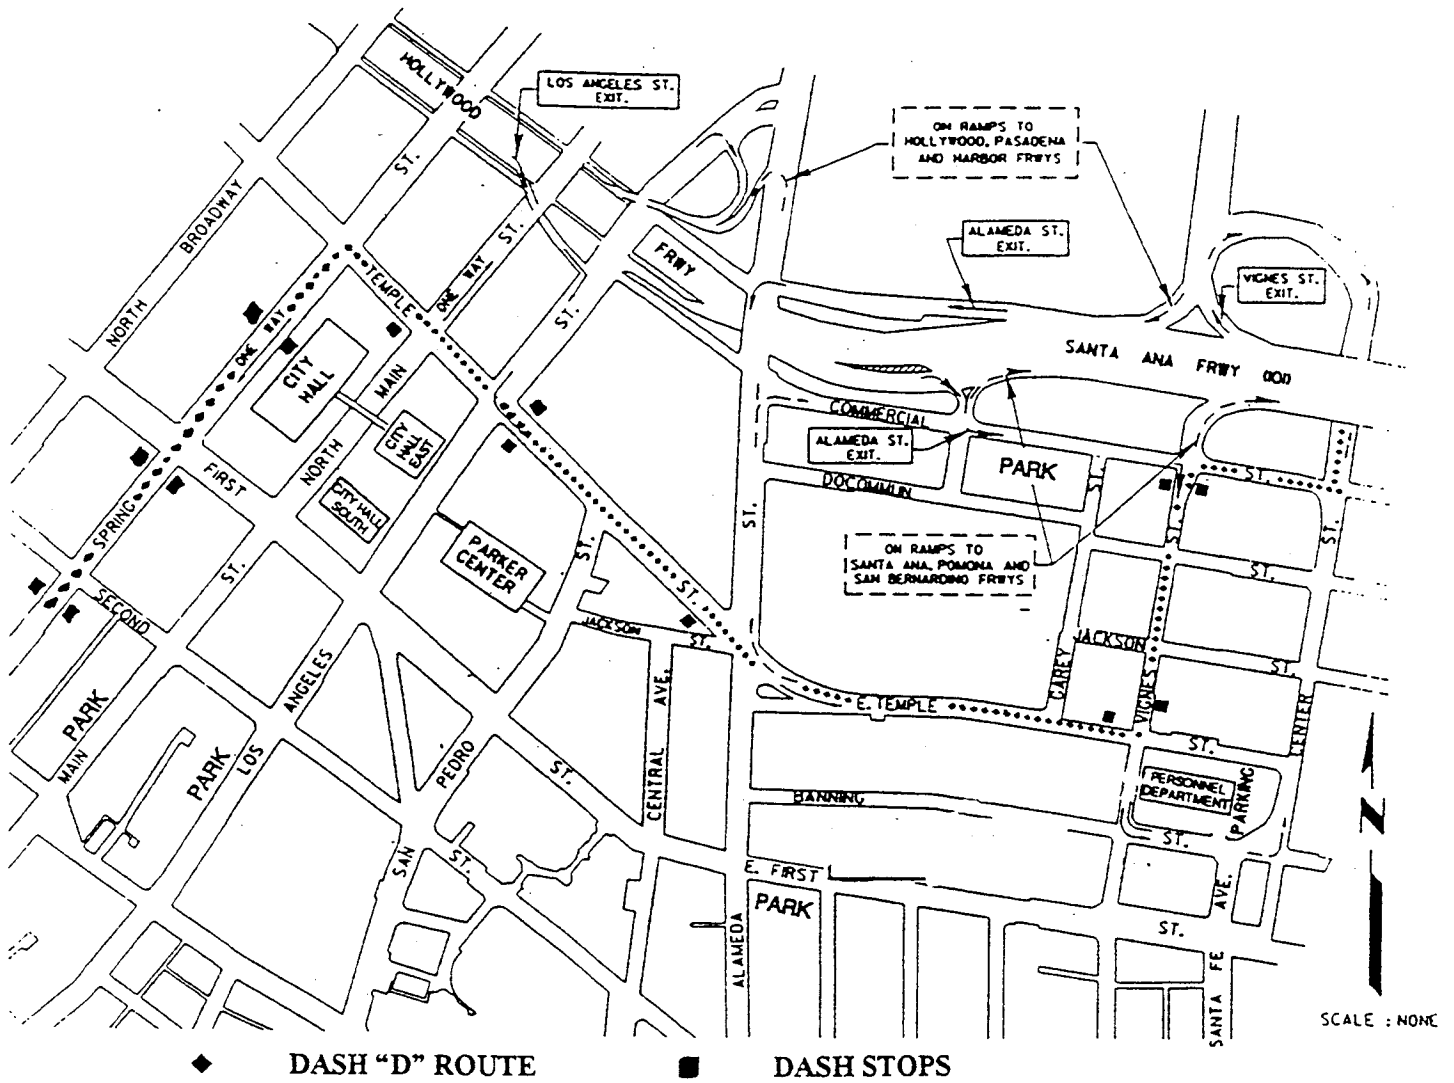 HOLLYWOOD
LOS ANGELES ST.
EXIT.
ON RAMPS TO
HOLLYWOOD, PASADENA
AND HARBOR FRWYS
ALAMEDA ST.
EXIT.
VIGNES ST.
EXIT.
ST.
NORTH BROADWAY
ST.
FRWY
TEMPLE
ONE WAY
ST.
ONE WAY
CITY
HALL
NORTH MAIN
CITY
HALL
EAST
CITY HALL
SOUTH
SANTA ANA FRWY (101)
COMMERCIAL
ALAMEDA ST.
EXIT.
PARK
ST.
ST.
DOCOMMUN
ST.
ON RAMPS TO
SANTA ANA, POMONA AND
SAN BERNARDINO FRWYS
SPRING
FIRST
ST.
PARKER
CENTER
ST.
ST.
ST.
ST.
ST.
SECOND
JACKSON
ST.
JACKSON
ST.
GAREY
VIGNES
CENTER
E. TEMPLE
ST.
PARK
MAIN
PARK
LOS ANGELES
SAN PEDRO
ST.
ST.
CENTRAL AVE.
BANNING
ST.
PERSONNEL
DEPARTMENT
PARKING
E. FIRST
ST.
PARK
ALAMEDA
SANTA FE AVE.
N
SCALE : NONE
DASH "D" ROUTE
DASH STOPS